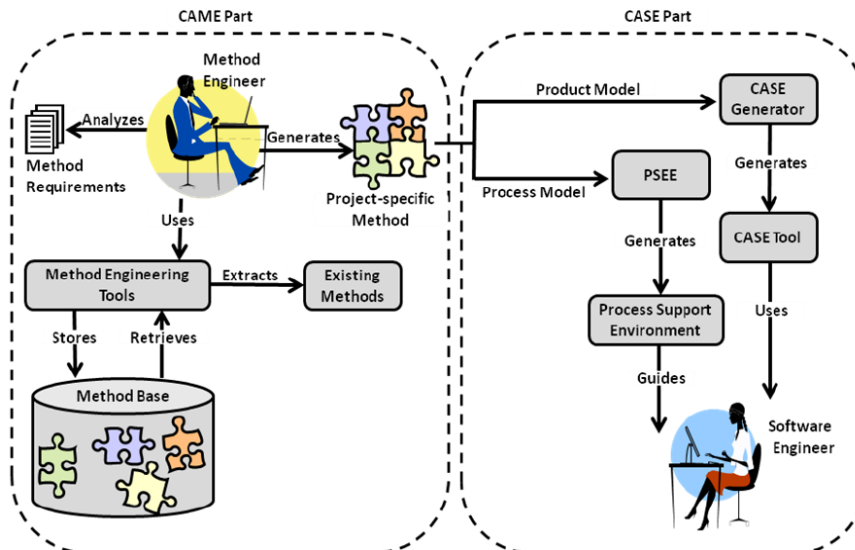 CAME Part
CASE Part
Method
Engineer
Analyzes
Generates
Method
Requirements
Project-specific
Method
Uses
Method Engineering
Tools
Extracts
Existing
Methods
Stores
Retrieves
Method Base
Product Model
CASE
Generator
Process Model
PSEE
Generates
Generates
CASE Tool
Process Support
Environment
Uses
Guides
Software
Engineer